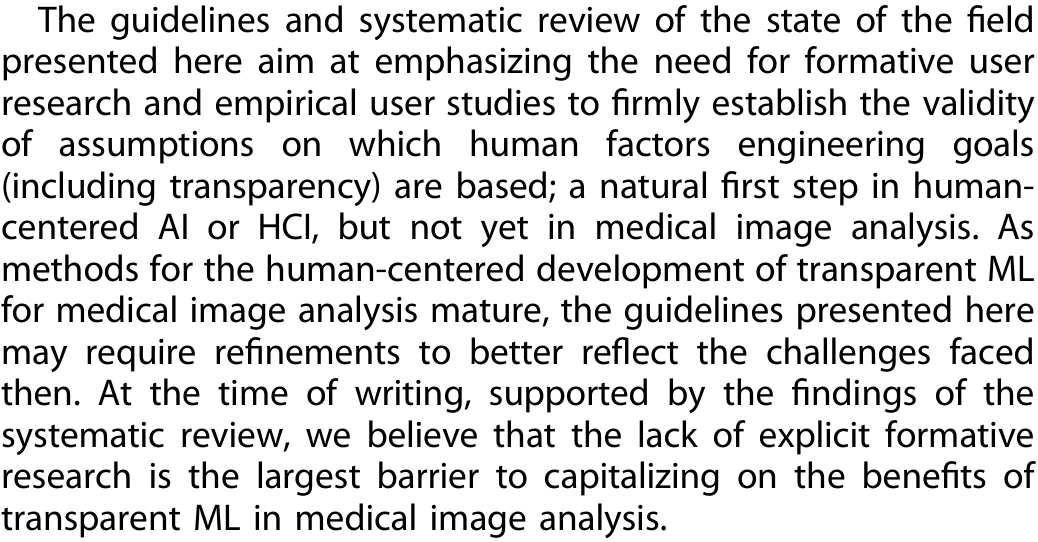 The guidelines and systematic review of the state of the field
presented here aim at emphasizing the need for formative user
research and empirical user studies to firmly establish the validity
of assumptions on which human factors engineering goals
(including transparency) are based; a natural first step in human-
centered AI or HCI, but not yet in medical image analysis. As
methods for the human-centered development of transparent ML
for medical image analysis mature, the guidelines presented here
may require refinements to better reflect the challenges faced
then. At the time of writing, supported by the findings of the
systematic review, we believe that the lack of explicit formative
research is the largest barrier to capitalizing on the benefits of
transparent ML in medical image analysis.